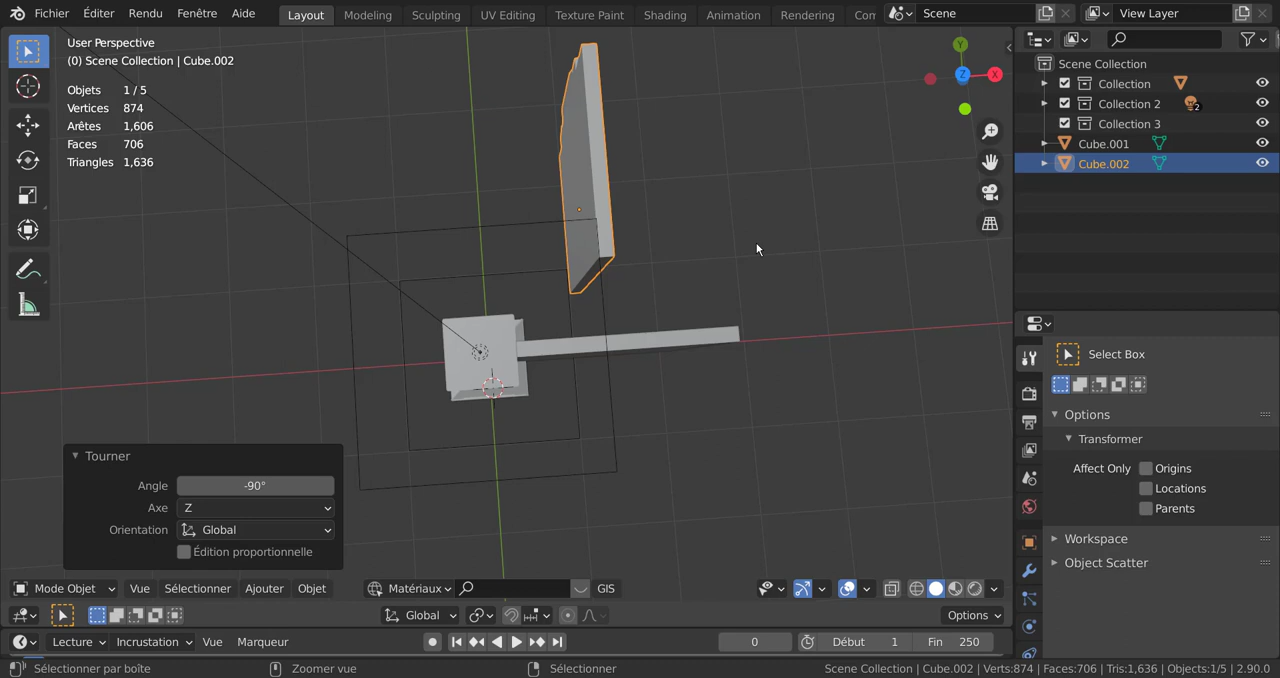 Fichier Éditer Rendu Fenêtre Aide Layout Modeling Sculpting UV Editing Texture Paint Shading Animation Rendering Con Scene View Layer
User Perspective
(0) Scene Collection | Cube.002
Objets 1 / 5
Vertices 874
Arêtes 1,606
Faces 706
Triangles 1,636
Y
Z
X
Scene Collection
Collection
Collection 2 2
Collection 3
Cube.001
Cube.002
Select Box
Options
Transformer
Affect Only Origins
Locations
Parents
Workspace
Object Scatter
Tourner
Angle -90°
Axe Z
Orientation Global
Édition proportionnelle
Mode Objet Vue Sélectionner Ajouter Objet Matériaux GIS
Global Options
Lecture Incrustation Vue Marqueur 0 Début 1 Fin 250
Sélectionner par boîte Zoomer vue Sélectionner Scene Collection | Cube.002 | Verts:874 | Faces:706 | Tris:1,636 | Objects:1/5 | 2.90.0